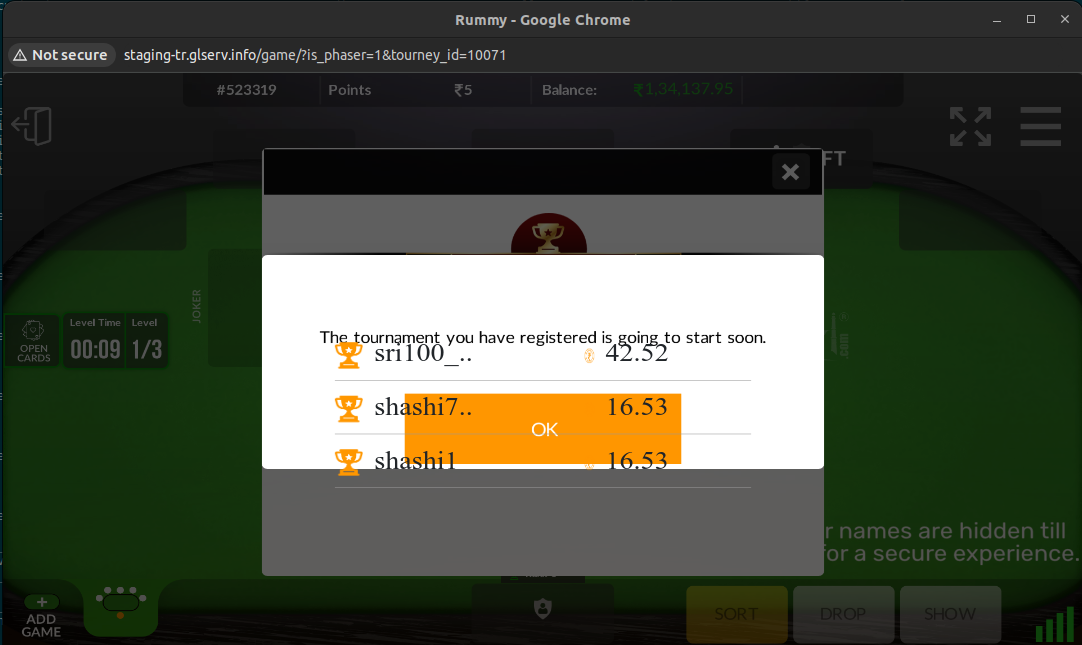 Rummy - Google Chrome
Not secure
staging-tr.glserv.info/game/?is_phaser=1&tourney_id=10071
#523319 Points ₹5 Balance: ₹1,34,137.95
FT
JOKER
Level Time Level
00:09 1/3
OPEN
CARDS
.com
The tournament you have registered is going to start soon.
sri100_.. 42.52
shashi7.. 16.53
OK
shashi1 16.53
r names are hidden till
for a secure experience.
+
ADD
GAME
SORT DROP SHOW